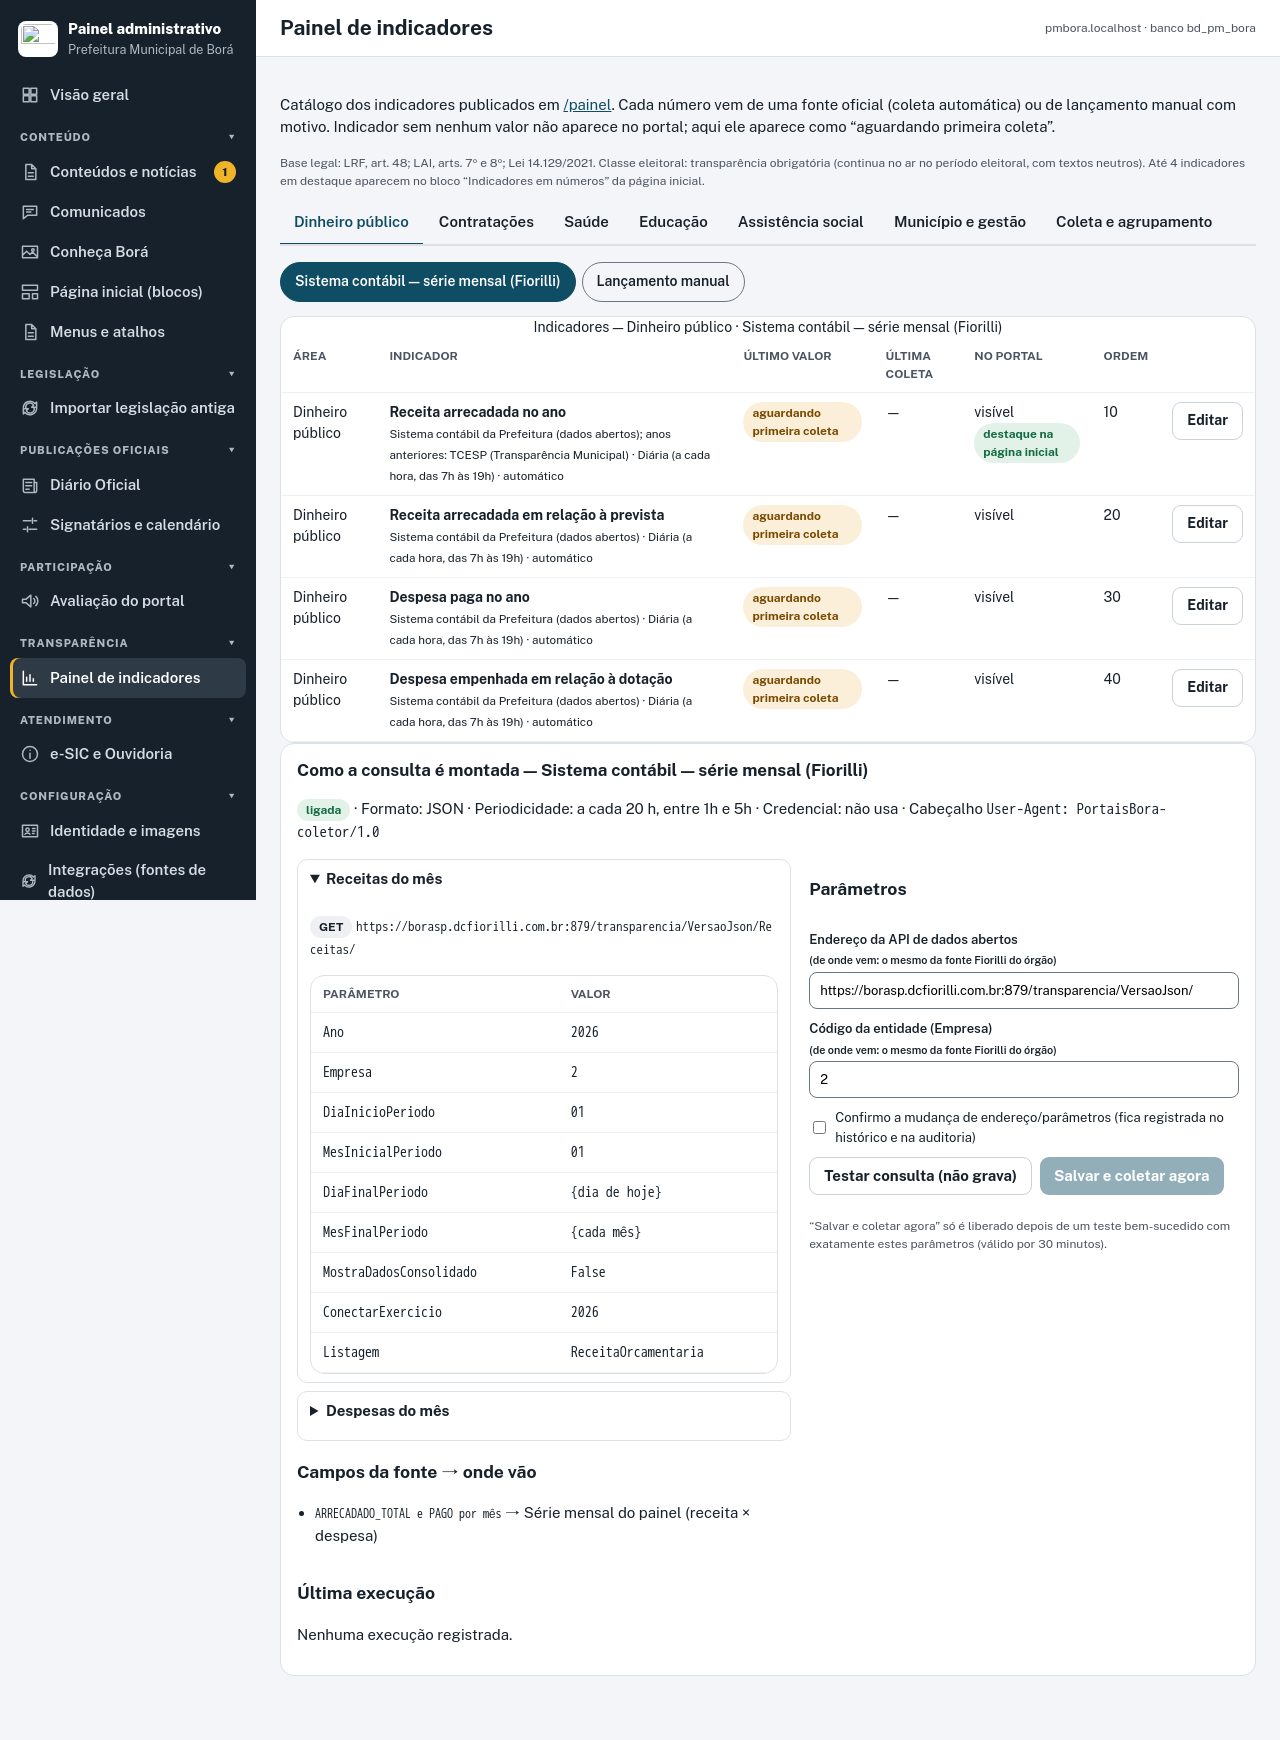 Painel administrativo
Prefeitura Municipal de Borá
Visão geral
CONTEÚDO
Conteúdos e notícias 1
Comunicados
Conheça Borá
Página inicial (blocos)
Menus e atalhos
LEGISLAÇÃO
Importar legislação antiga
PUBLICAÇÕES OFICIAIS
Diário Oficial
Signatários e calendário
PARTICIPAÇÃO
Avaliação do portal
TRANSPARÊNCIA
Painel de indicadores
ATENDIMENTO
e-SIC e Ouvidoria
CONFIGURAÇÃO
Identidade e imagens
Integrações (fontes de
dados)
Painel de indicadores
pmbora.localhost · banco bd_pm_bora
Catálogo dos indicadores publicados em /painel. Cada número vem de uma fonte oficial (coleta automática) ou de lançamento manual com
motivo. Indicador sem nenhum valor não aparece no portal; aqui ele aparece como “aguardando primeira coleta”.
Base legal: LRF, art. 48; LAI, arts. 7º e 8º; Lei 14.129/2021. Classe eleitoral: transparência obrigatória (continua no ar no período eleitoral, com textos neutros). Até 4 indicadores
em destaque aparecem no bloco “Indicadores em números” da página inicial.
Dinheiro público Contratações Saúde Educação Assistência social Município e gestão Coleta e agrupamento
Sistema contábil — série mensal (Fiorilli) Lançamento manual
Indicadores — Dinheiro público · Sistema contábil — série mensal (Fiorilli)
ÁREA INDICADOR ÚLTIMO VALOR ÚLTIMA NO PORTAL ORDEM
COLETA
Dinheiro Receita arrecadada no ano aguardando — visível 10 Editar
público Sistema contábil da Prefeitura (dados abertos); anos primeira coleta destaque na
anteriores: TCESP (Transparência Municipal) · Diária (a cada página inicial
hora, das 7h às 19h) · automático
Dinheiro Receita arrecadada em relação à prevista aguardando — visível 20 Editar
público Sistema contábil da Prefeitura (dados abertos) · Diária (a primeira coleta
cada hora, das 7h às 19h) · automático
Dinheiro Despesa paga no ano aguardando — visível 30 Editar
público Sistema contábil da Prefeitura (dados abertos) · Diária (a primeira coleta
cada hora, das 7h às 19h) · automático
Dinheiro Despesa empenhada em relação à dotação aguardando — visível 40 Editar
público Sistema contábil da Prefeitura (dados abertos) · Diária (a primeira coleta
cada hora, das 7h às 19h) · automático
Como a consulta é montada — Sistema contábil — série mensal (Fiorilli)
ligada · Formato: JSON · Periodicidade: a cada 20 h, entre 1h e 5h · Credencial: não usa · Cabeçalho User-Agent: PortaisBora-
coletor/1.0
Receitas do mês
GET https://borasp.dcfiorilli.com.br:879/transparencia/VersaoJson/Re
ceitas/
PARÂMETRO VALOR
Ano 2026
Empresa 2
DiaInicioPeriodo 01
MesInicialPeriodo 01
DiaFinalPeriodo {dia de hoje}
MesFinalPeriodo {cada mês}
MostraDadosConsolidado False
ConectarExercicio 2026
Listagem ReceitaOrcamentaria
Despesas do mês
Campos da fonte → onde vão
• ARRECADADO_TOTAL e PAGO por mês → Série mensal do painel (receita ×
despesa)
Última execução
Nenhuma execução registrada.
Parâmetros
Endereço da API de dados abertos
(de onde vem: o mesmo da fonte Fiorilli do órgão)
https://borasp.dcfiorilli.com.br:879/transparencia/VersaoJson/
Código da entidade (Empresa)
(de onde vem: o mesmo da fonte Fiorilli do órgão)
2
Confirmo a mudança de endereço/parâmetros (fica registrada no
histórico e na auditoria)
Testar consulta (não grava) Salvar e coletar agora
“Salvar e coletar agora” só é liberado depois de um teste bem-sucedido com
exatamente estes parâmetros (válido por 30 minutos).